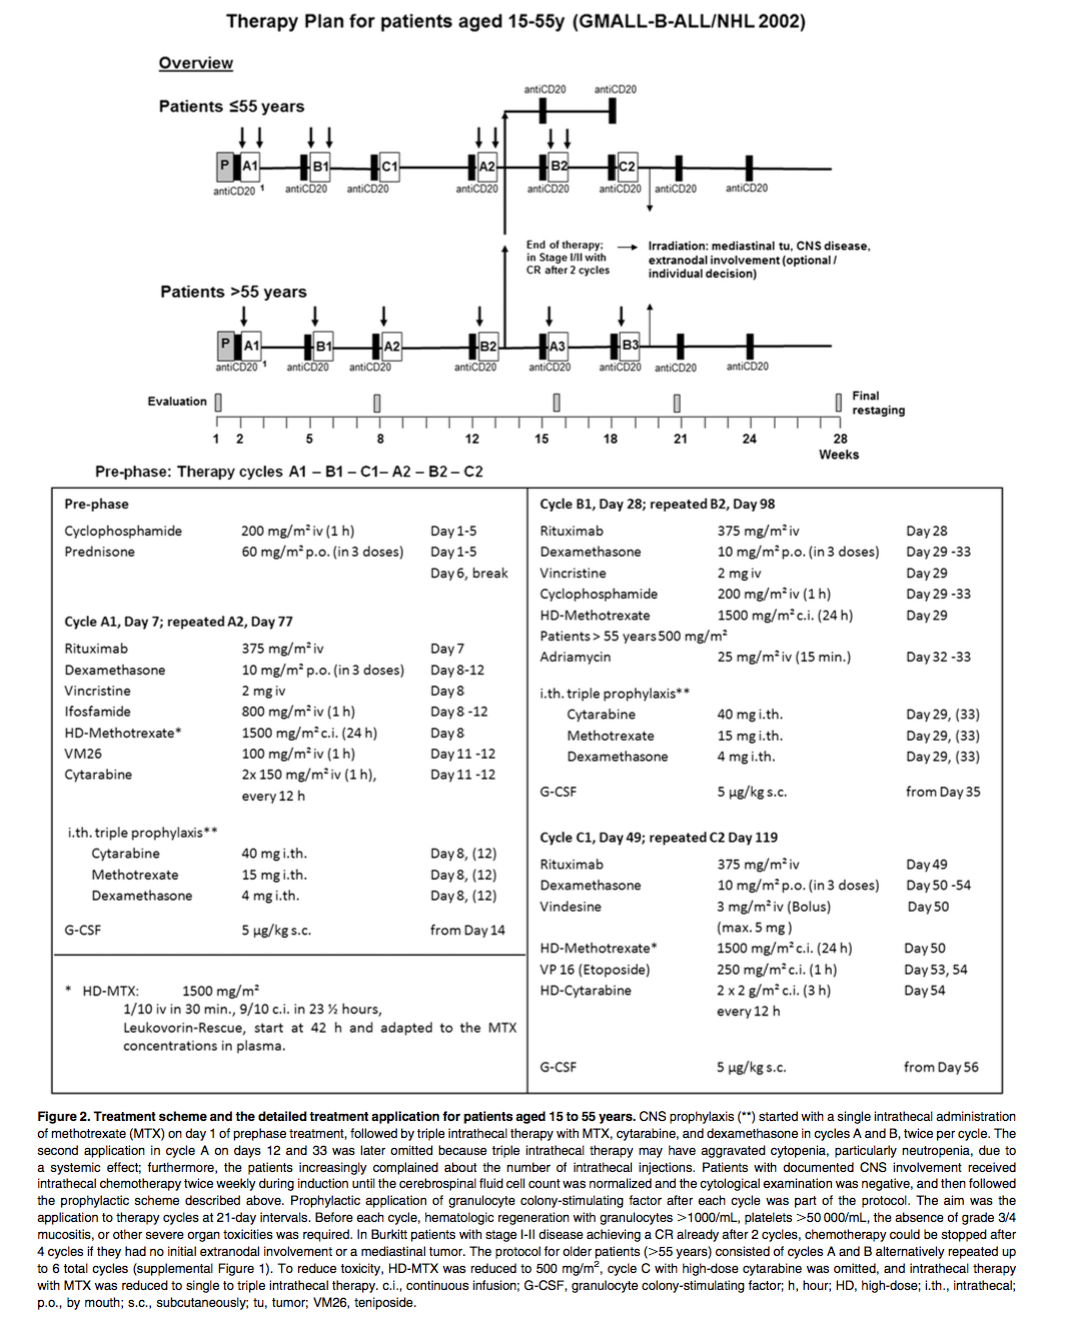 Therapy Plan for patients aged 15-55y (GMALL-B-ALL/NHL 2002)
Overview
antiCD20 antiCD20
Patients ≤55 years
P A1 B1 C1 A2 B2 C2
antiCD20 1 antiCD20 antiCD20 antiCD20 antiCD20 antiCD20 antiCD20 antiCD20
End of therapy:
in Stage I/II with
CR after 2 cycles
Irradiation: mediastinal tu, CNS disease,
extranodal involvement (optional /
individual decision)
Patients >55 years
P A1 B1 A2 B2 A3 B3
antiCD20 1 antiCD20 antiCD20 antiCD20 antiCD20 antiCD20 antiCD20 antiCD20
Evaluation
Final
restaging
1 2 5 8 12 15 18 21 24 28
Weeks
Pre-phase: Therapy cycles A1 – B1 – C1– A2 – B2 – C2
Pre-phase
Cyclophosphamide 200 mg/m² iv (1 h) Day 1-5
Prednisone 60 mg/m² p.o. (in 3 doses) Day 1-5
Day 6, break
Cycle A1, Day 7; repeated A2, Day 77
Rituximab 375 mg/m² iv Day 7
Dexamethasone 10 mg/m² p.o. (in 3 doses) Day 8-12
Vincristine 2 mg iv Day 8
Ifosfamide 800 mg/m² iv (1 h) Day 8 -12
HD-Methotrexate* 1500 mg/m² c.i. (24 h) Day 8
VM26 100 mg/m² iv (1 h) Day 11 -12
Cytarabine 2x 150 mg/m² iv (1 h), Day 11 -12
every 12 h
i.th. triple prophylaxis**
Cytarabine 40 mg i.th. Day 8, (12)
Methotrexate 15 mg i.th. Day 8, (12)
Dexamethasone 4 mg i.th. Day 8, (12)
G-CSF 5 µg/kg s.c. from Day 14
* HD-MTX: 1500 mg/m²
1/10 iv in 30 min., 9/10 c.i. in 23 ½ hours,
Leukovorin-Rescue, start at 42 h and adapted to the MTX
concentrations in plasma.
Cycle B1, Day 28; repeated B2, Day 98
Rituximab 375 mg/m² iv Day 28
Dexamethasone 10 mg/m² p.o. (in 3 doses) Day 29 -33
Vincristine 2 mg iv Day 29
Cyclophosphamide 200 mg/m² iv (1 h) Day 29 -33
HD-Methotrexate 1500 mg/m² c.i. (24 h) Day 29
Patients > 55 years 500 mg/m²
Adriamycin 25 mg/m² iv (15 min.) Day 32 -33
i.th. triple prophylaxis**
Cytarabine 40 mg i.th. Day 29, (33)
Methotrexate 15 mg i.th. Day 29, (33)
Dexamethasone 4 mg i.th. Day 29, (33)
G-CSF 5 µg/kg s.c. from Day 35
Cycle C1, Day 49; repeated C2 Day 119
Rituximab 375 mg/m² iv Day 49
Dexamethasone 10 mg/m² p.o. (in 3 doses) Day 50 -54
Vindesine 3 mg/m² iv (Bolus) Day 50
(max. 5 mg )
HD-Methotrexate* 1500 mg/m² c.i. (24 h) Day 50
VP 16 (Etoposide) 250 mg/m² c.i. (1 h) Day 53, 54
HD-Cytarabine 2 x 2 g/m² c.i. (3 h) Day 54
every 12 h
G-CSF 5 µg/kg s.c. from Day 56
Figure 2. Treatment scheme and the detailed treatment application for patients aged 15 to 55 years. CNS prophylaxis (**) started with a single intrathecal administration
of methotrexate (MTX) on day 1 of prephase treatment, followed by triple intrathecal therapy with MTX, cytarabine, and dexamethasone in cycles A and B, twice per cycle. The
second application in cycle A on days 12 and 33 was later omitted because triple intrathecal therapy may have aggravated cytopenia, particularly neutropenia, due to
a systemic effect; furthermore, the patients increasingly complained about the number of intrathecal injections. Patients with documented CNS involvement received
intrathecal chemotherapy twice weekly during induction until the cerebrospinal fluid cell count was normalized and the cytological examination was negative, and then followed
the prophylactic scheme described above. Prophylactic application of granulocyte colony-stimulating factor after each cycle was part of the protocol. The aim was the
application to therapy cycles at 21-day intervals. Before each cycle, hematologic regeneration with granulocytes >1000/mL, platelets >50 000/mL, the absence of grade 3/4
mucositis, or other severe organ toxicities was required. In Burkitt patients with stage I-II disease achieving a CR already after 2 cycles, chemotherapy could be stopped after
4 cycles if they had no initial extranodal involvement or a mediastinal tumor. The protocol for older patients (>55 years) consisted of cycles A and B alternatively repeated up
to 6 total cycles (supplemental Figure 1). To reduce toxicity, HD-MTX was reduced to 500 mg/m², cycle C with high-dose cytarabine was omitted, and intrathecal therapy
with MTX was reduced to single to triple intrathecal therapy. c.i., continuous infusion; G-CSF, granulocyte colony-stimulating factor; h, hour; HD, high-dose; i.th., intrathecal;
p.o., by mouth; s.c., subcutaneously; tu, tumor; VM26, teniposide.